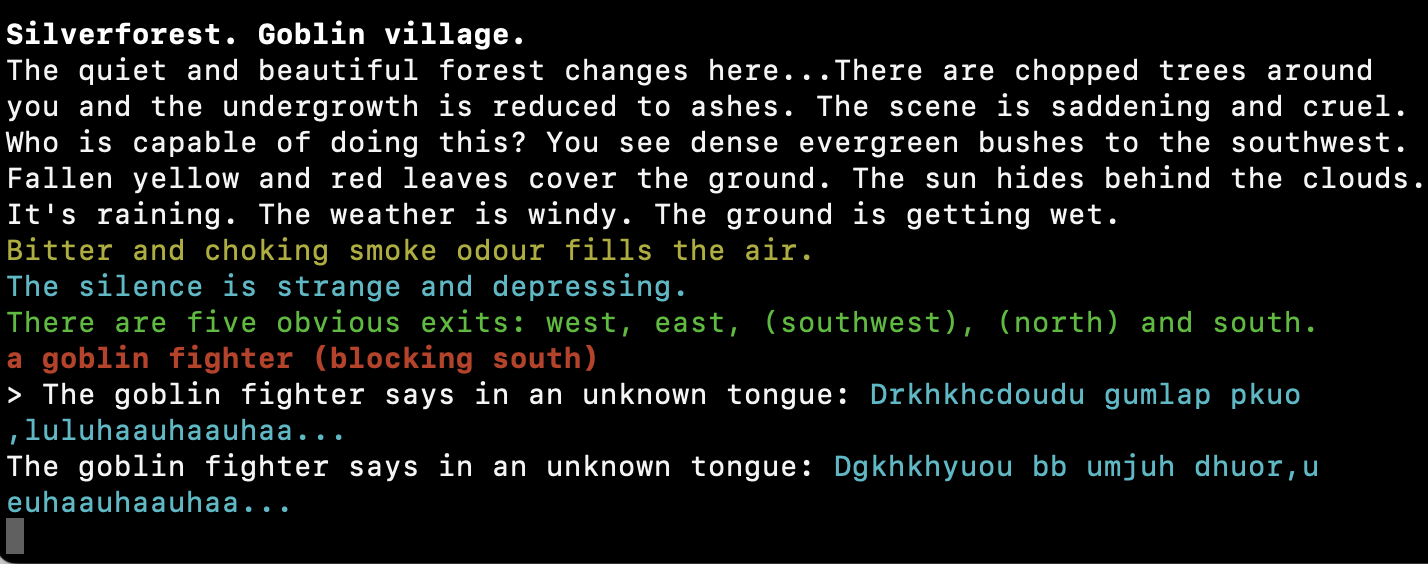 Silverforest. Goblin village.
The quiet and beautiful forest changes here...There are chopped trees around
you and the undergrowth is reduced to ashes. The scene is saddening and cruel.
Who is capable of doing this? You see dense evergreen bushes to the southwest.
Fallen yellow and red leaves cover the ground. The sun hides behind the clouds.
It's raining. The weather is windy. The ground is getting wet.
Bitter and choking smoke odour fills the air.
The silence is strange and depressing.
There are five obvious exits: west, east, (southwest), (north) and south.
a goblin fighter (blocking south)
> The goblin fighter says in an unknown tongue: Drkhkhcdoudu gumlap pkuo
,luluhaauhaauhaa...
The goblin fighter says in an unknown tongue: Dgkhkhyuou bb umjuh dhuor,u
euhaauhaauhaa...